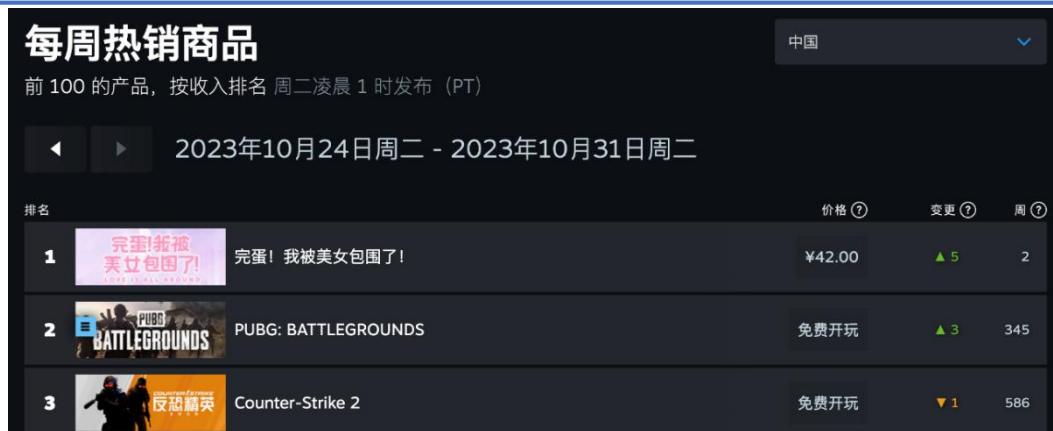 每周热销商品
中国
前 100 的产品，按收入排名 周二凌晨 1 时发布（PT）
2023年10月24日周二 - 2023年10月31日周二
排名 价格 ? 变更 ? 周 ?
1 完蛋!我被美女包围了! LOVE IS ALL AROUND 完蛋！我被美女包围了！ ¥42.00 ▲ 5 2
2 PUBG BATTLEGROUNDS PUBG: BATTLEGROUNDS 免费开玩 ▲ 3 345
3 COUNTER STRIKE 反恐精英 Counter-Strike 2 免费开玩 ▼ 1 586